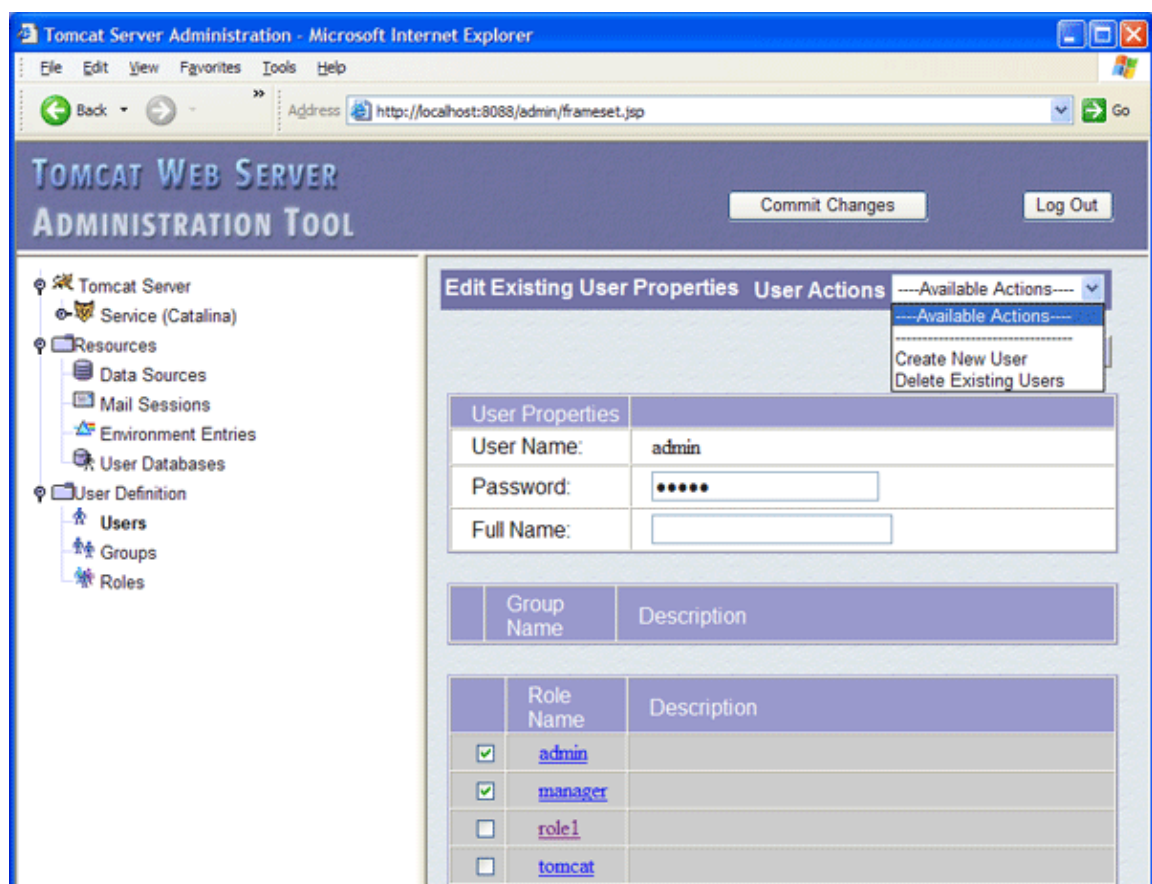 Tomcat Server Administration - Microsoft Internet Explorer
File Edit View Favorites Tools Help
Back » Address http://localhost:8088/admin/frameset.jsp Go
TOMCAT WEB SERVER
ADMINISTRATION TOOL
Commit Changes Log Out
Tomcat Server
Service (Catalina)
Resources
Data Sources
Mail Sessions
Environment Entries
User Databases
User Definition
Users
Groups
Roles
Edit Existing User Properties User Actions ----Available Actions----
----Available Actions----
-----------------------------------
Create New User
Delete Existing Users
User Properties
User Name: admin
Password: •••••
Full Name:
Group Name Description
Role Name Description
admin
manager
role1
tomcat